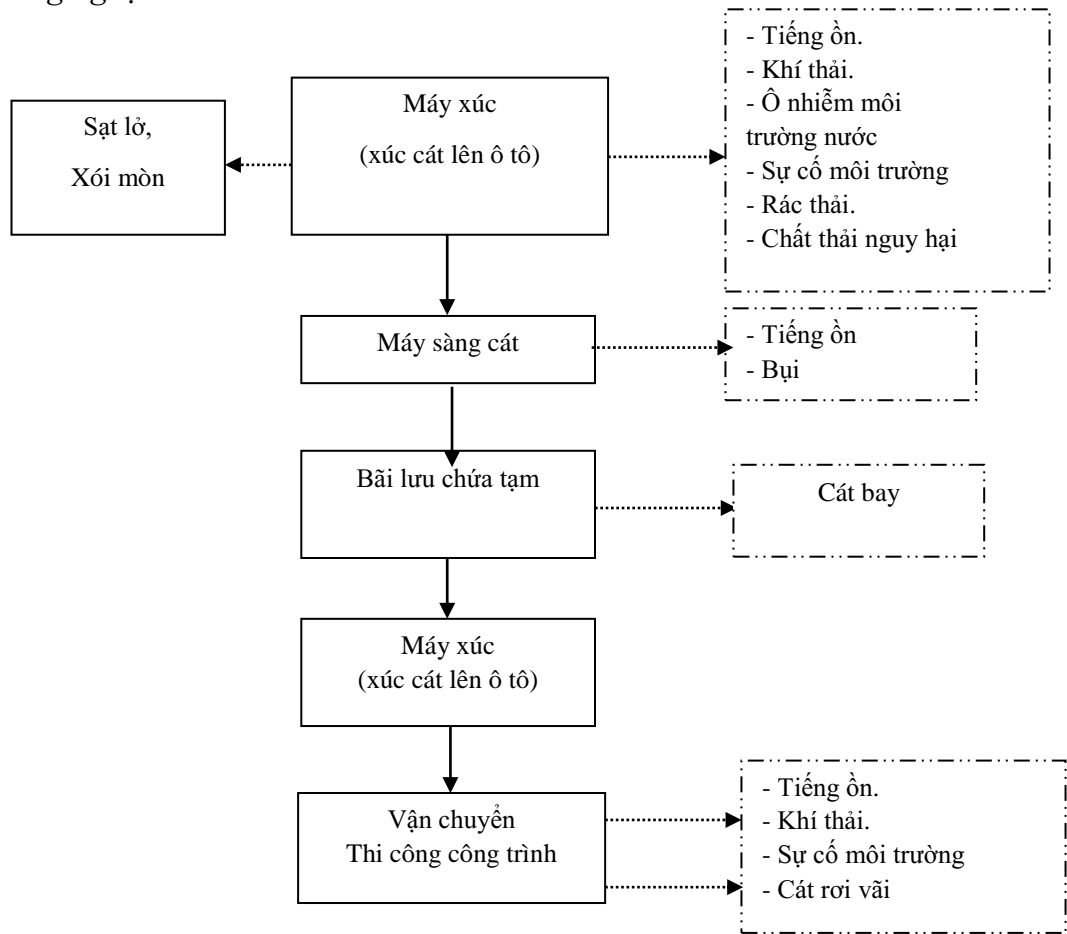 - Tiếng ồn.
- Khí thải.
- Ô nhiễm môi
trường nước
- Sự cố môi trường
- Rác thải.
- Chất thải nguy hại
Máy xúc
(xúc cát lên ô tô)
Sạt lở,
Xói mòn
Máy sàng cát
- Tiếng ồn
- Bụi
Bãi lưu chứa tạm
Cát bay
Máy xúc
(xúc cát lên ô tô)
Vận chuyển
Thi công công trình
- Tiếng ồn.
- Khí thải.
- Sự cố môi trường
- Cát rơi vãi